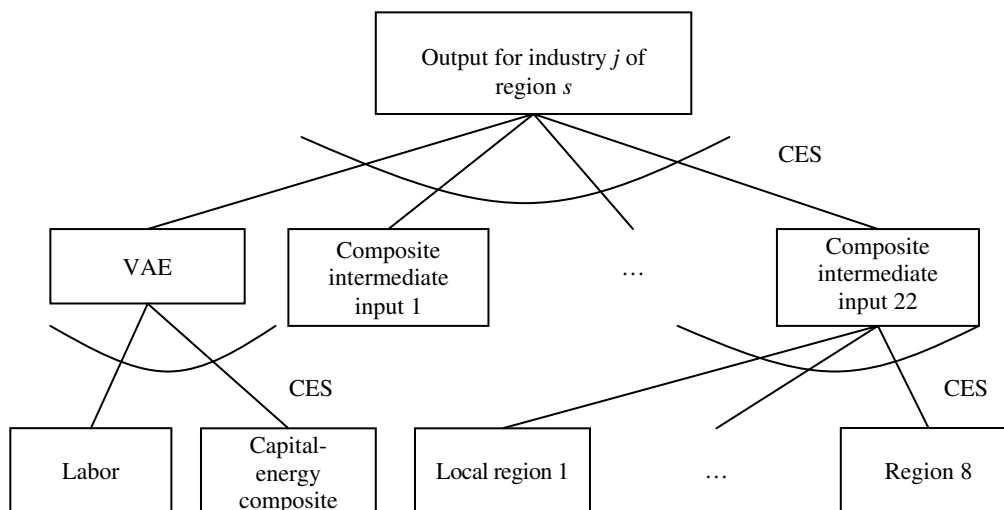 Output for industry j of
region s
CES
VAE
Composite
intermediate
input 1
…
Composite
intermediate
input 22
CES
CES
Labor
Capital-
energy
composite
Local region 1
…
Region 8